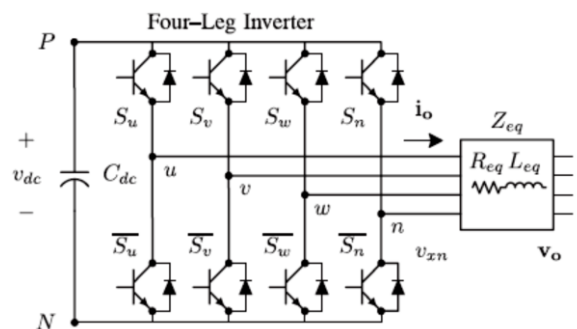 Four–Leg Inverter
P
S_u S_v S_w S_n
i_o
Z_eq
R_eq L_eq
+
v_dc
−
C_dc
u
v
w
n
S̅_u̅ S̅_v̅ S̅_w̅ S̅_n̅
v_xn
v_o
N